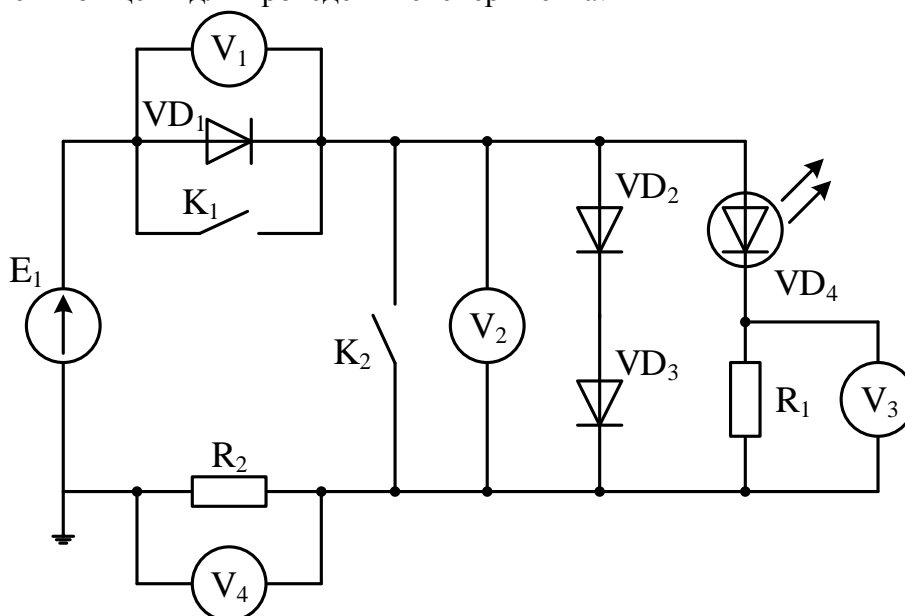 V₁
VD₁
K₁
E₁
K₂
V₂
VD₂
VD₃
VD₄
R₁
V₃
R₂
V₄